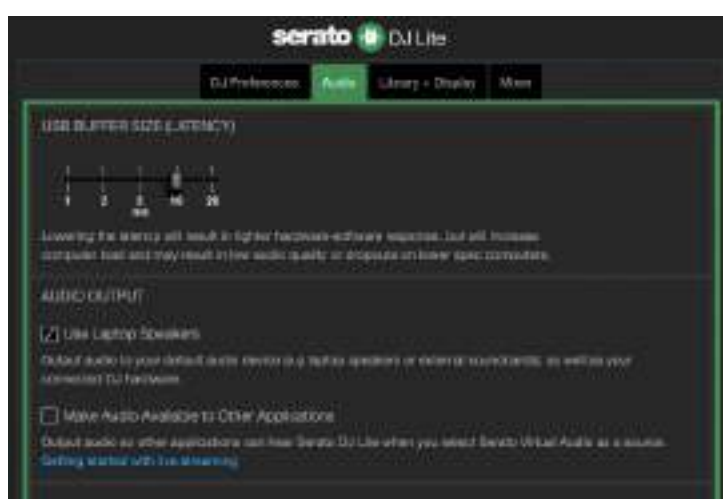 serato DJ Lite
DJ Preferences Audio Library + Display Mixer
USB BUFFER SIZE (LATENCY)
1 2 5 10 20
ms
Lowering the latency will result in tighter hardware-software response, but will increase
computer load and may result in low audio quality or dropouts on lower spec computers.
AUDIO OUTPUT
Use Laptop Speakers
Output audio to your default audio device (e.g laptop speakers or external soundcards), as well as your
connected DJ hardware.
Make Audio Available to Other Applications
Output audio so other applications can hear Serato DJ Lite when you select Serato Virtual Audio as a source.
Getting started with live streaming